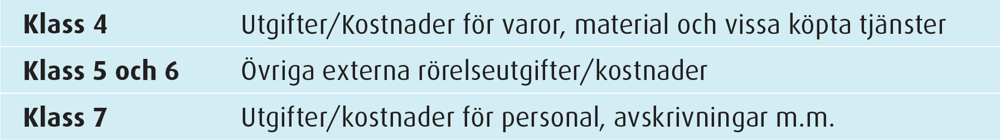 Klass 4 Utgifter/Kostnader för varor, material och vissa köpta tjänster
Klass 5 och 6 Övriga externa rörelseutgifter/kostnader
Klass 7 Utgifter/kostnader för personal, avskrivningar m.m.